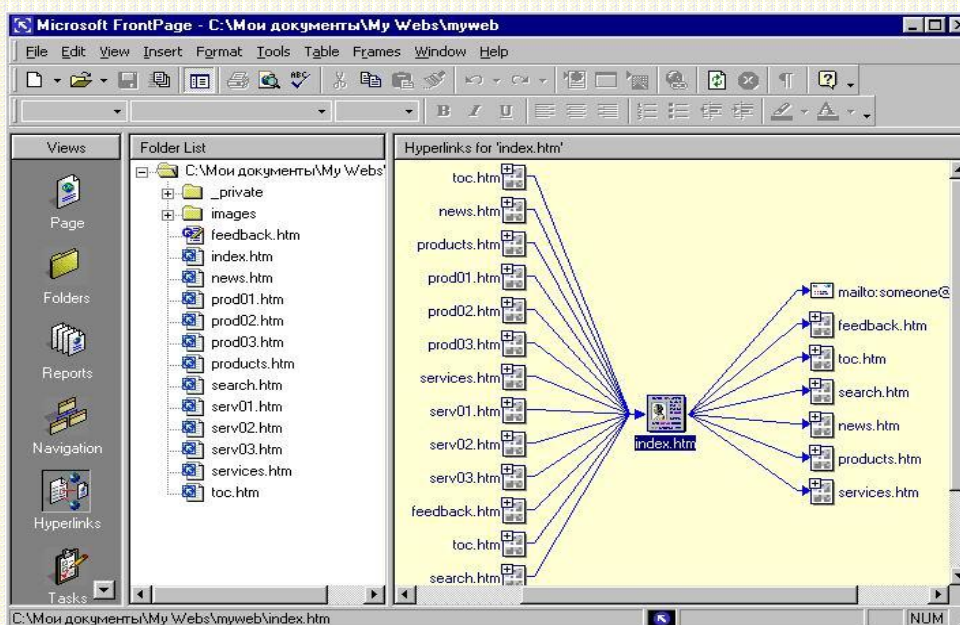 Microsoft FrontPage - C:\Мои документы\My Webs\myweb
File Edit View Insert Format Tools Table Frames Window Help
ABC
B I U
A
Views
Folder List
Hyperlinks for 'index.htm'
Page
Folders
Reports
Navigation
Hyperlinks
Tasks
C:\Мои документы\My Webs'
_private
images
feedback.htm
index.htm
news.htm
prod01.htm
prod02.htm
prod03.htm
products.htm
search.htm
serv01.htm
serv02.htm
serv03.htm
services.htm
toc.htm
toc.htm
news.htm
products.htm
prod01.htm
prod02.htm
prod03.htm
services.htm
serv01.htm
serv02.htm
serv03.htm
feedback.htm
toc.htm
search.htm
index.htm
mailto:someone@
feedback.htm
toc.htm
search.htm
news.htm
products.htm
services.htm
C:\Мои документы\My Webs\myweb\index.htm
NUM